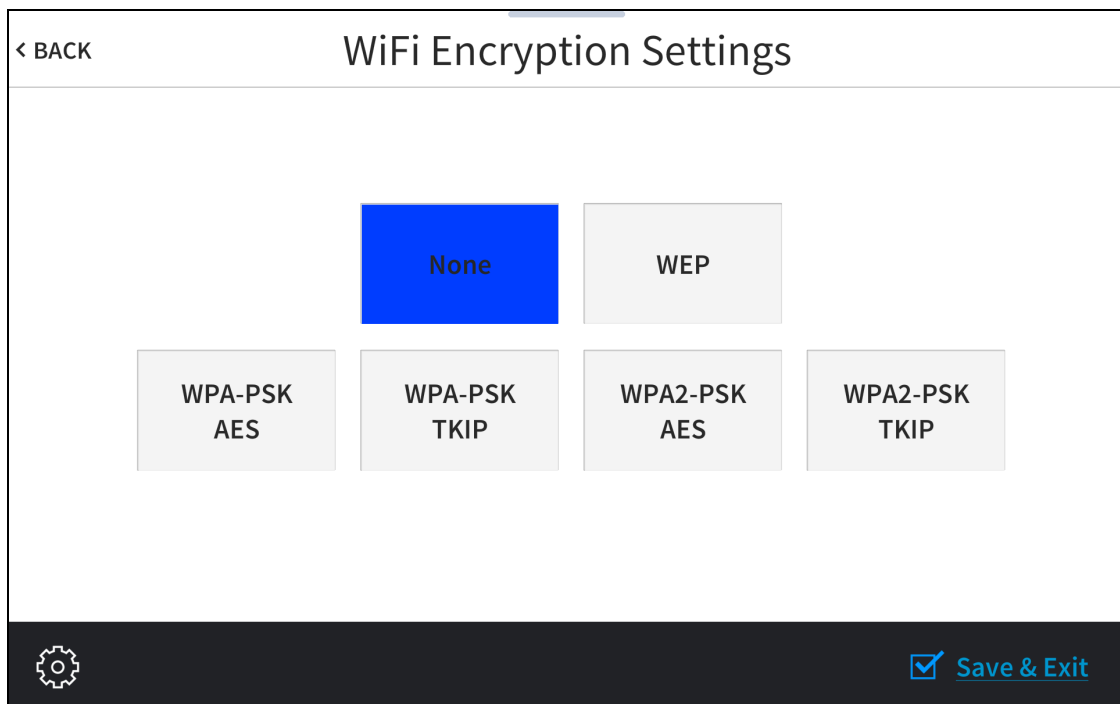 < BACK
WiFi Encryption Settings
None
WEP
WPA-PSK
AES
WPA-PSK
TKIP
WPA2-PSK
AES
WPA2-PSK
TKIP
Save & Exit